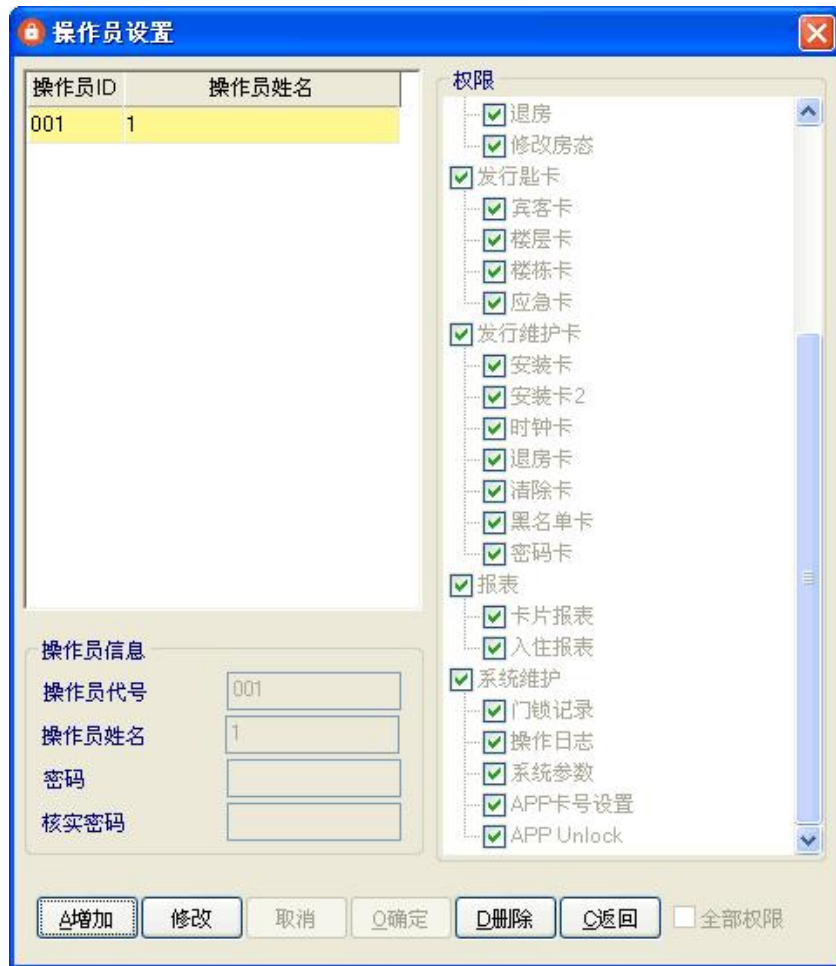 操作员设置
操作员ID 操作员姓名
001 1
权限
退房
修改房态
发行匙卡
宾客卡
楼层卡
楼栋卡
应急卡
发行维护卡
安装卡
安装卡2
时钟卡
退房卡
清除卡
黑名单卡
密码卡
报表
卡片报表
入住报表
系统维护
门锁记录
操作日志
系统参数
APP卡号设置
APP Unlock
操作员信息
操作员代号 001
操作员姓名 1
密码
核实密码
A增加 修改 取消 O确定 D删除 C返回 全部权限